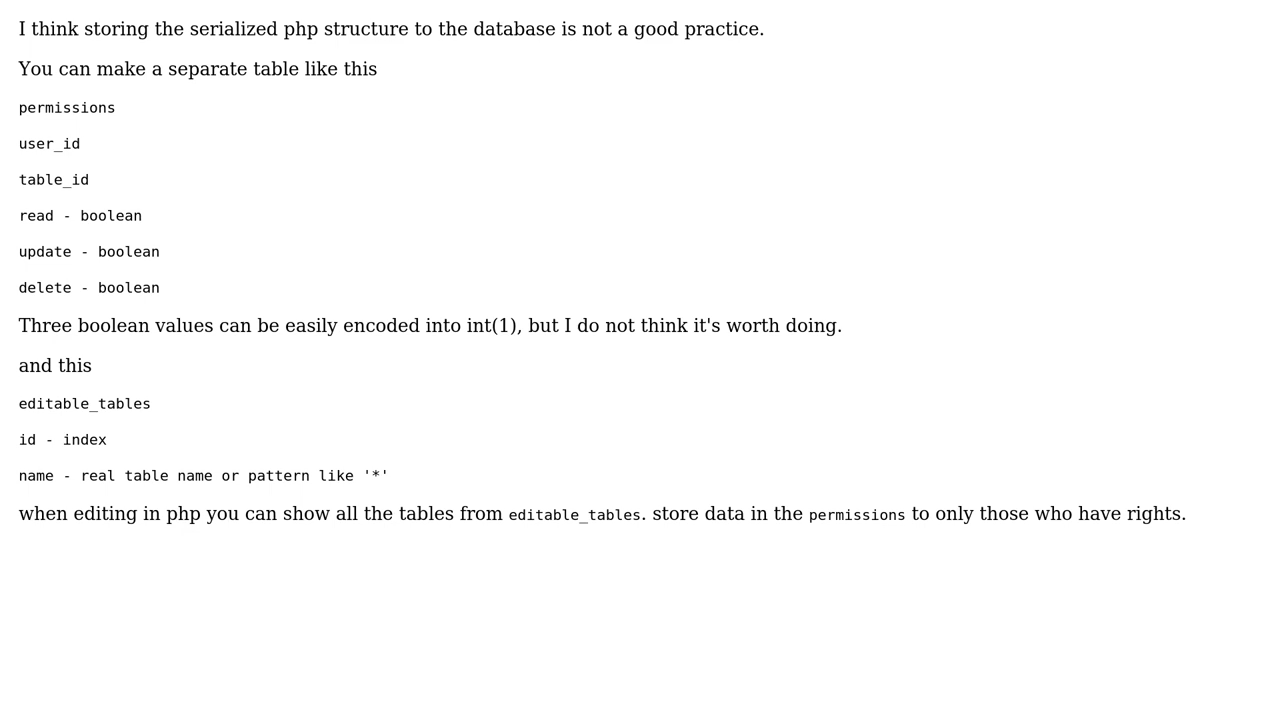 I think storing the serialized php structure to the database is not a good practice.
You can make a separate table like this
permissions
user_id
table_id
read - boolean
update - boolean
delete - boolean
Three boolean values can be easily encoded into int(1), but I do not think it's worth doing.
and this
editable_tables
id - index
name - real table name or pattern like '*'
when editing in php you can show all the tables from editable_tables. store data in the permissions to only those who have rights.